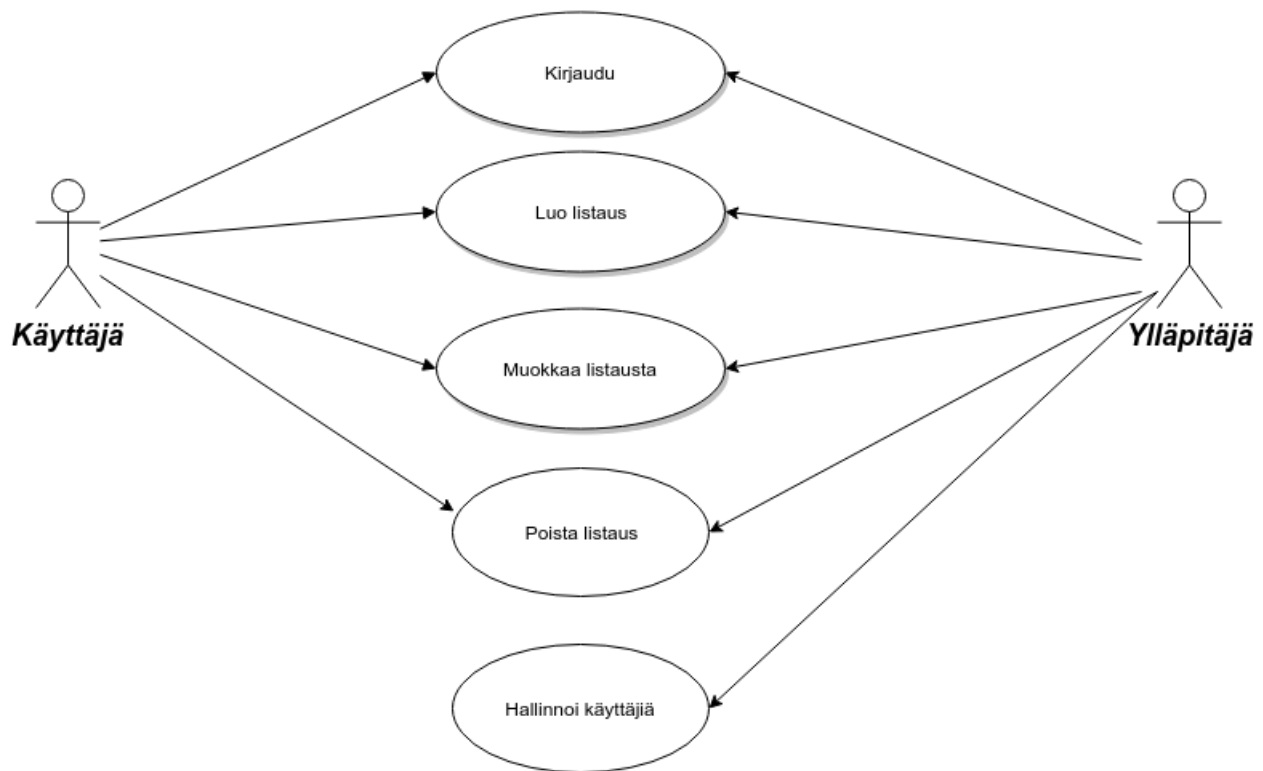 Kirjaudu
Luo listaus
Käyttäjä
Ylläpitäjä
Muokkaa listausta
Poista listaus
Hallinnoi käyttäjiä